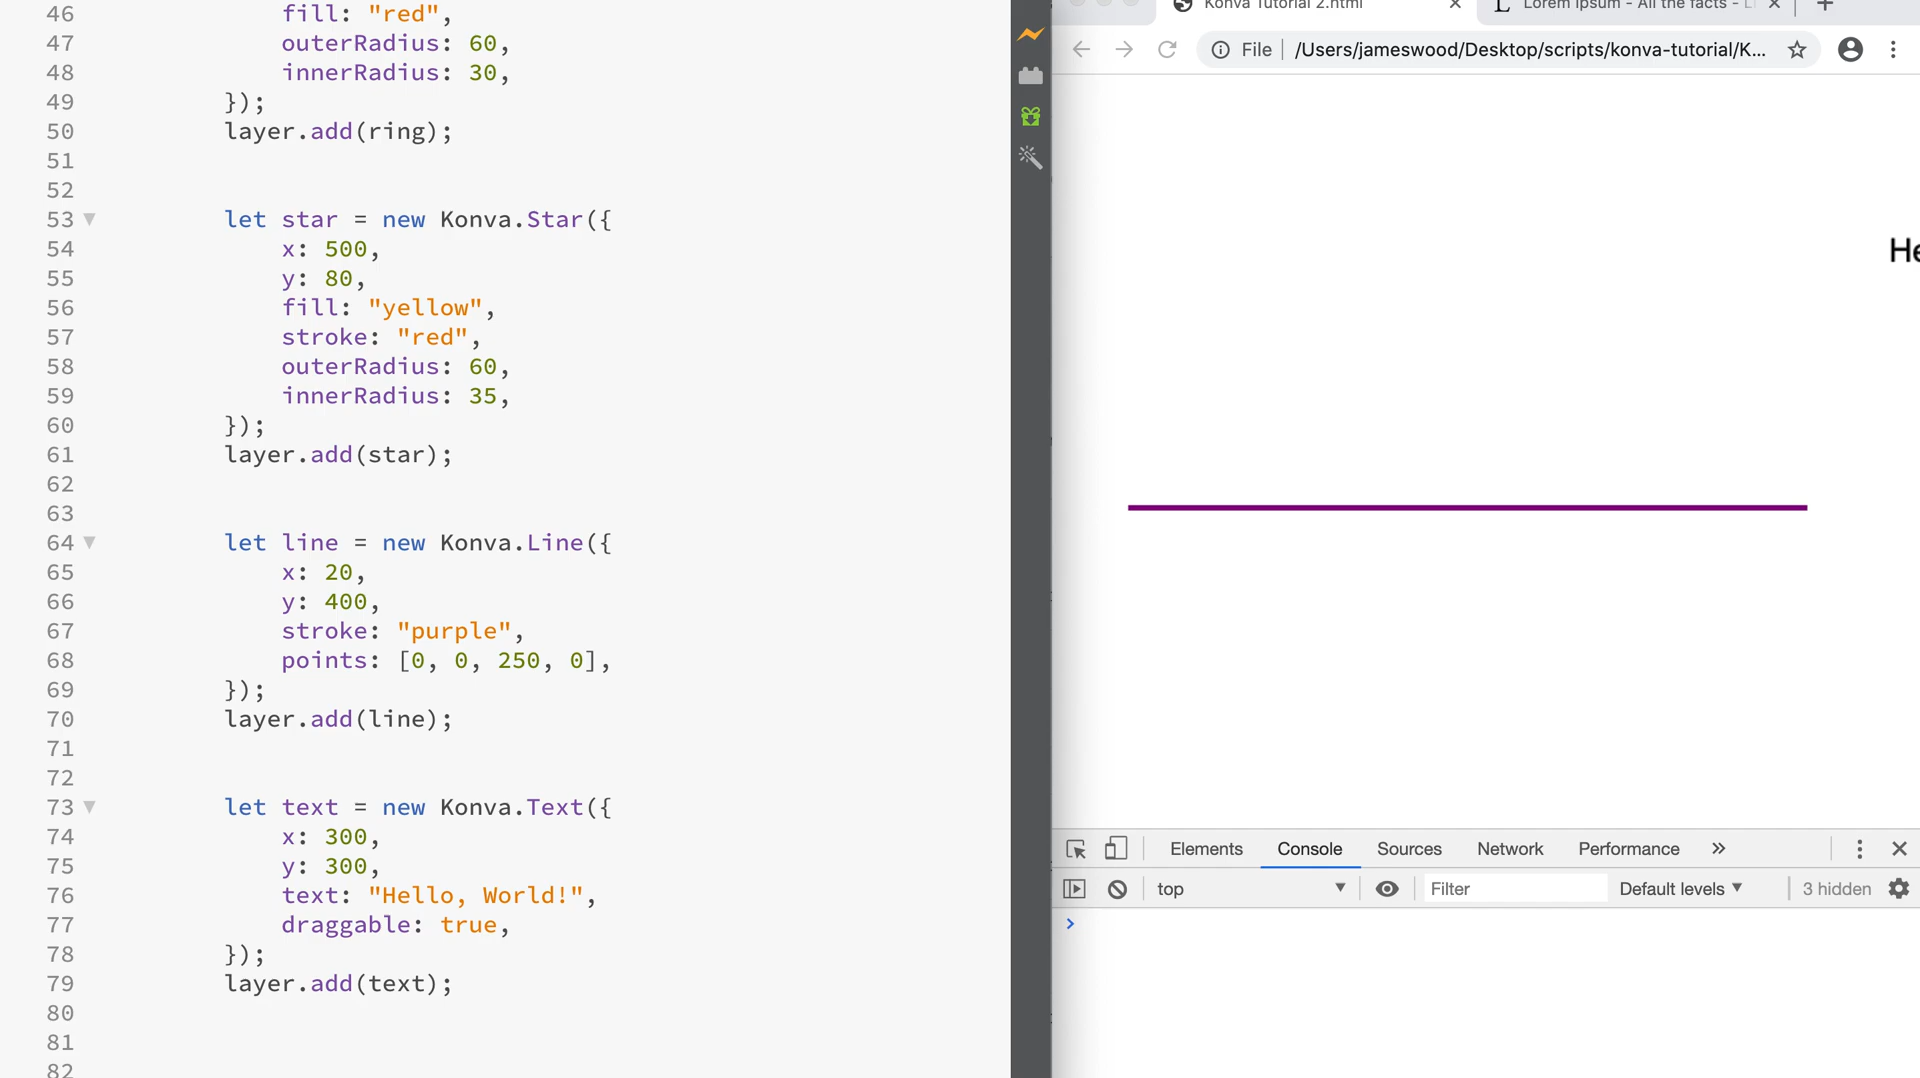 46 fill: "red",
47 outerRadius: 60,
48 innerRadius: 30,
49 });
50 layer.add(ring);
51
52
53 let star = new Konva.Star({
54 x: 500,
55 y: 80,
56 fill: "yellow",
57 stroke: "red",
58 outerRadius: 60,
59 innerRadius: 35,
60 });
61 layer.add(star);
62
63
64 let line = new Konva.Line({
65 x: 20,
66 y: 400,
67 stroke: "purple",
68 points: [0, 0, 250, 0],
69 });
70 layer.add(line);
71
72
73 let text = new Konva.Text({
74 x: 300,
75 y: 300,
76 text: "Hello, World!",
77 draggable: true,
78 });
79 layer.add(text);
80
81
82
Konva Tutorial 2.html
Lorem Ipsum - All the facts - Li
File /Users/jameswood/Desktop/scripts/konva-tutorial/K...
He
Elements Console Sources Network Performance »
top Filter Default levels 3 hidden